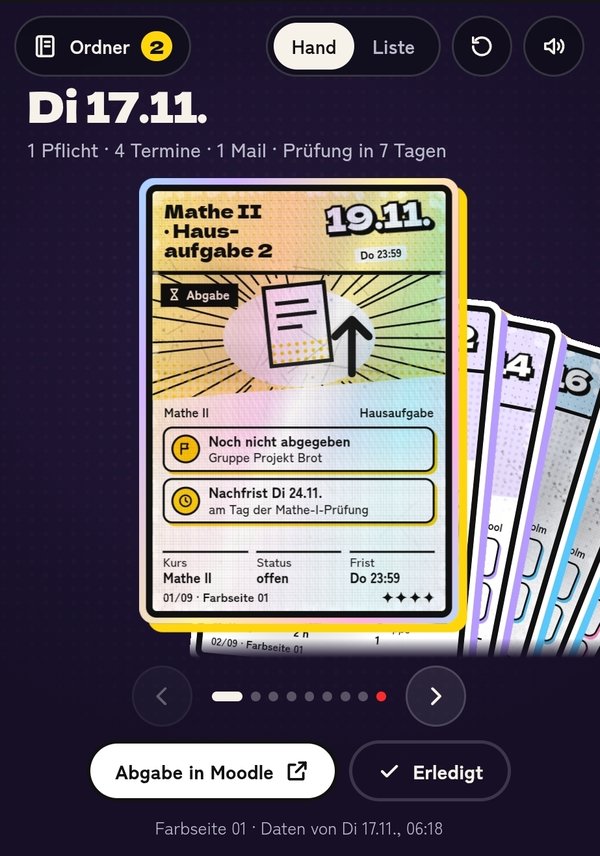 Ordner 2
Hand
Liste
Di 17.11.
1 Pflicht · 4 Termine · 1 Mail · Prüfung in 7 Tagen
Mathe II
· Haus-
aufgabe 2
19.11.
Do 23:59
Abgabe
Mathe II
Hausaufgabe
Noch nicht abgegeben
Gruppe Projekt Brot
Nachfrist Di 24.11.
am Tag der Mathe-I-Prüfung
Kurs
Status
Frist
Mathe II
offen
Do 23:59
01/09 · Farbseite 01
02/09 · Farbseite 01
Abgabe in Moodle
Erledigt
Farbseite 01 · Daten von Di 17.11., 06:18